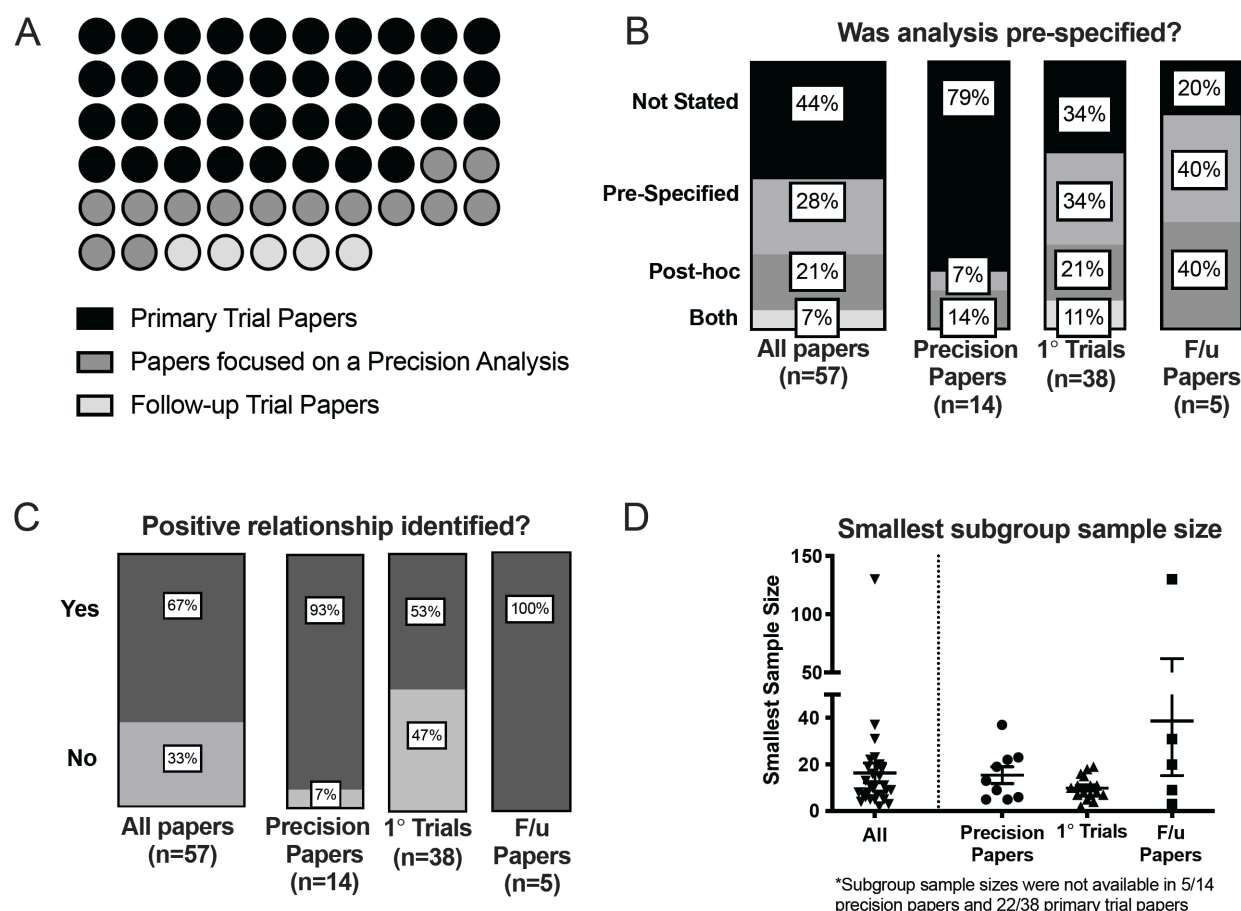 A
Primary Trial Papers
Papers focused on a Precision Analysis
Follow-up Trial Papers
B
Was analysis pre-specified?
Not Stated
Pre-Specified
Post-hoc
Both
44%
28%
21%
7%
79%
7%
14%
34%
34%
21%
11%
20%
40%
40%
All papers
(n=57)
Precision
Papers
(n=14)
1° Trials
(n=38)
F/u
Papers
(n=5)
C
Positive relationship identified?
Yes
No
67%
33%
93%
7%
53%
47%
100%
All papers
(n=57)
Precision
Papers
(n=14)
1° Trials
(n=38)
F/u
Papers
(n=5)
D
Smallest subgroup sample size
Smallest Sample Size
150
100
50
40
20
0
All
Precision
Papers
1° Trials
F/u
Papers
*Subgroup sample sizes were not available in 5/14
precision papers and 22/38 primary trial papers